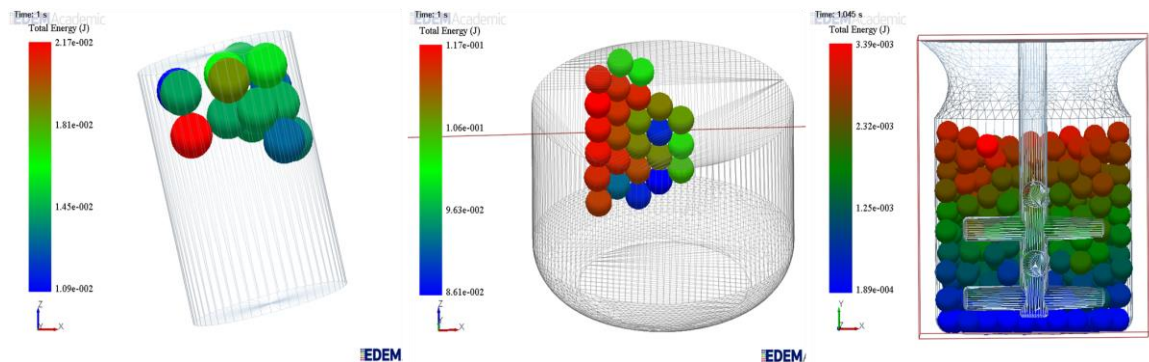 Time: 1 s
EDEM Academic
Total Energy (J)
2.17e-002
1.81e-002
1.45e-002
1.09e-002
Z
Y
X
EDEM
Time: 1 s
EDEM Academic
Total Energy (J)
1.17e-001
1.06e-001
9.63e-002
8.61e-002
Z
Y
X
EDEM
Time: 1.045 s
EDEM Academic
Total Energy (J)
3.39e-003
2.32e-003
1.25e-003
1.89e-004
Y
Z
X
EDEM